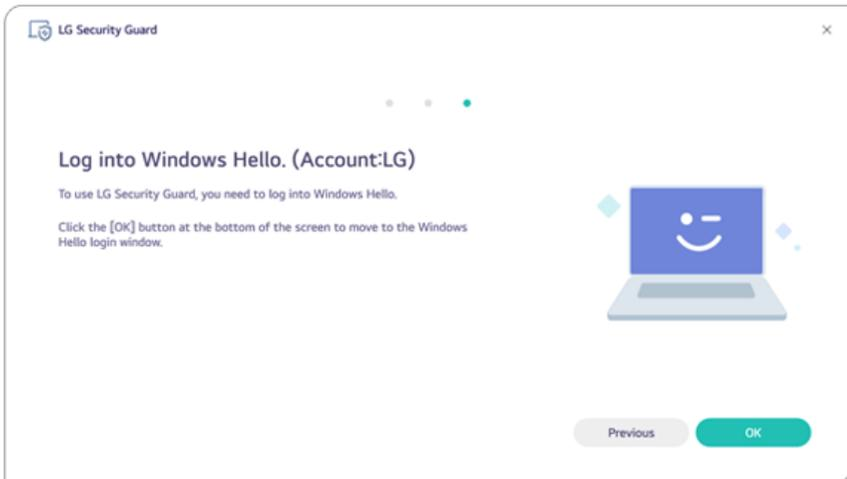 LG Security Guard
Log into Windows Hello. (Account:LG)
To use LG Security Guard, you need to log into Windows Hello.
Click the [OK] button at the bottom of the screen to move to the Windows
Hello login window.
Previous
OK